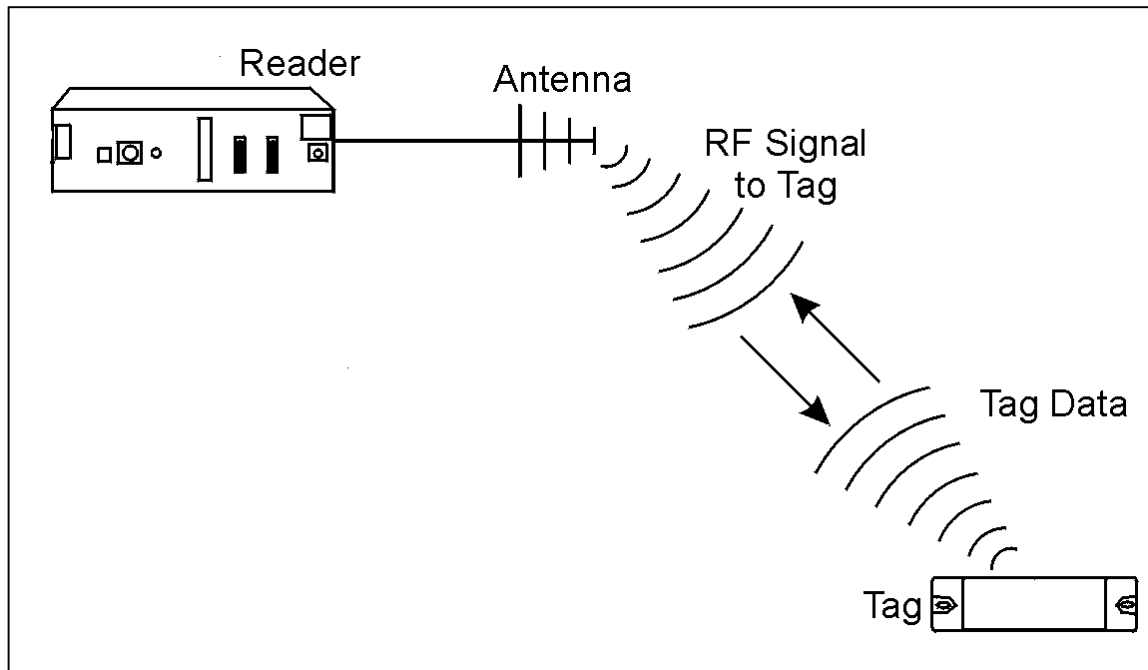 Reader
Antenna
RF Signal
to Tag
Tag Data
Tag